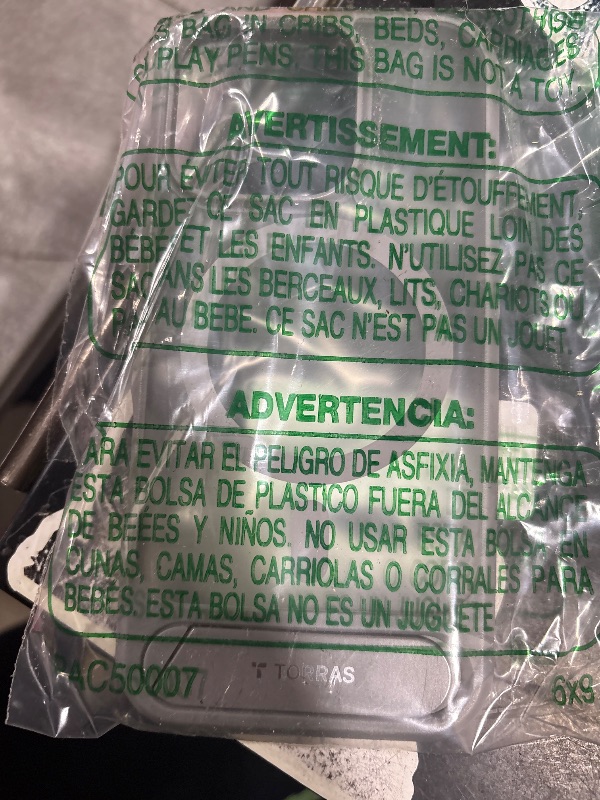 BAG IN CRIBS, BEDS, CARRIAGES
PLAY PENS. THIS BAG IS NOT A TOY.
AVERTISSEMENT:
POUR ÉVITER TOUT RISQUE D'ÉTOUFFEMENT,
GARDEZ CE SAC EN PLASTIQUE LOIN DES
BÉBÉ ET LES ENFANTS. N'UTILISEZ PAS CE
SAC DANS LES BERCEAUX, LITS, CHARIOTS OU
AU BEBE. CE SAC N'EST PAS UN JOUET.
ADVERTENCIA:
PARA EVITAR EL PELIGRO DE ASFIXIA, MANTENGA
ESTA BOLSA DE PLASTICO FUERA DEL ALCANCE
DE BEEES Y NIÑOS. NO USAR ESTA BOLSA EN
CUNAS, CAMAS, CARRIOLAS O CORRALES PARA
BEBES. ESTA BOLSA NO ES UN JUGUETE
TORRAS
PAC50007
6x9